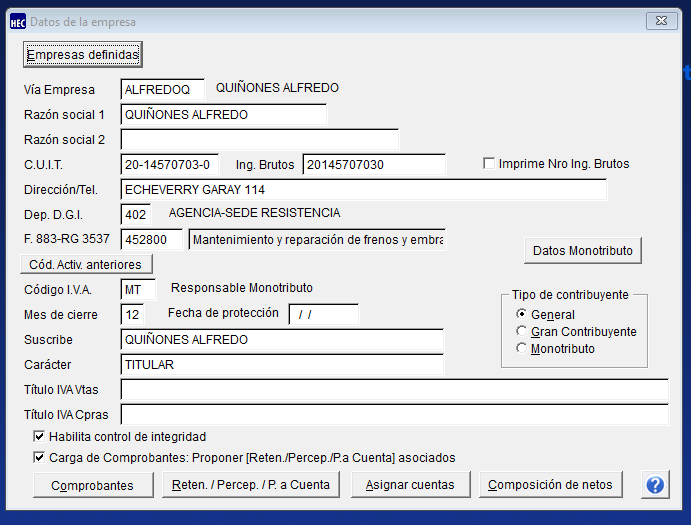 HEC Datos de la empresa
Empresas definidas
Vía Empresa ALFREDOQ QUIÑONES ALFREDO
Razón social 1 QUIÑONES ALFREDO
Razón social 2
C.U.I.T. 20-14570703-0 Ing. Brutos 20145707030 Imprime Nro Ing. Brutos
Dirección/Tel. ECHEVERRY GARAY 114
Dep. D.G.I. 402 AGENCIA-SEDE RESISTENCIA
F. 883-RG 3537 452800 Mantenimiento y reparación de frenos y embra
Datos Monotributo
Cód. Activ. anteriores
Código I.V.A. MT Responsable Monotributo
Mes de cierre 12 Fecha de protección / /
Tipo de contribuyente
General
Gran Contribuyente
Monotributo
Suscribe QUIÑONES ALFREDO
Carácter TITULAR
Título IVA Vtas
Título IVA Cpras
Habilita control de integridad
Carga de Comprobantes: Proponer [Reten./Percep./P.a Cuenta] asociados
Comprobantes Reten. / Percep. / P. a Cuenta Asignar cuentas Composición de netos ?